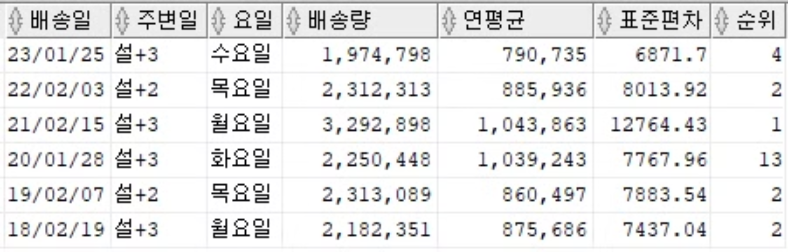 배송일 주변일 요일 배송량 연평균 표준편차 순위
23/01/25 설+3 수요일 1,974,798 790,735 6871.7 4
22/02/03 설+2 목요일 2,312,313 885,936 8013.92 2
21/02/15 설+3 월요일 3,292,898 1,043,863 12764.43 1
20/01/28 설+3 화요일 2,250,448 1,039,243 7767.96 13
19/02/07 설+2 목요일 2,313,089 860,497 7883.54 2
18/02/19 설+3 월요일 2,182,351 875,686 7437.04 2